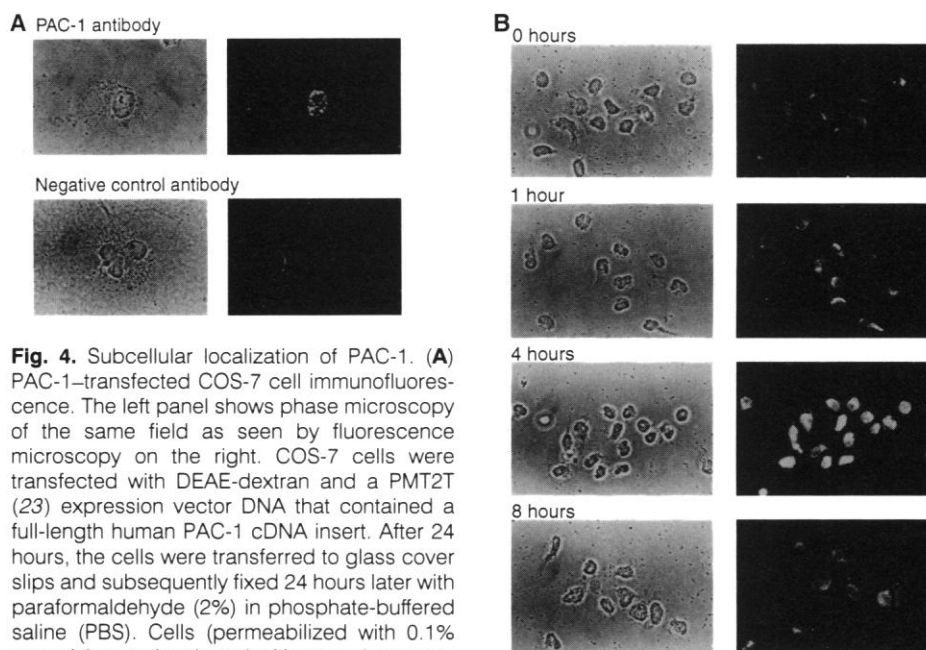 A PAC-1 antibody
Negative control antibody
Fig. 4. Subcellular localization of PAC-1. (A)
PAC-1–transfected COS-7 cell immunofluores-
cence. The left panel shows phase microscopy
of the same field as seen by fluorescence
microscopy on the right. COS-7 cells were
transfected with DEAE-dextran and a PMT2T
(23) expression vector DNA that contained a
full-length human PAC-1 cDNA insert. After 24
hours, the cells were transferred to glass cover
slips and subsequently fixed 24 hours later with
paraformaldehyde (2%) in phosphate-buffered
saline (PBS). Cells (permeabilized with 0.1%
B
0 hours
1 hour
4 hours
8 hours